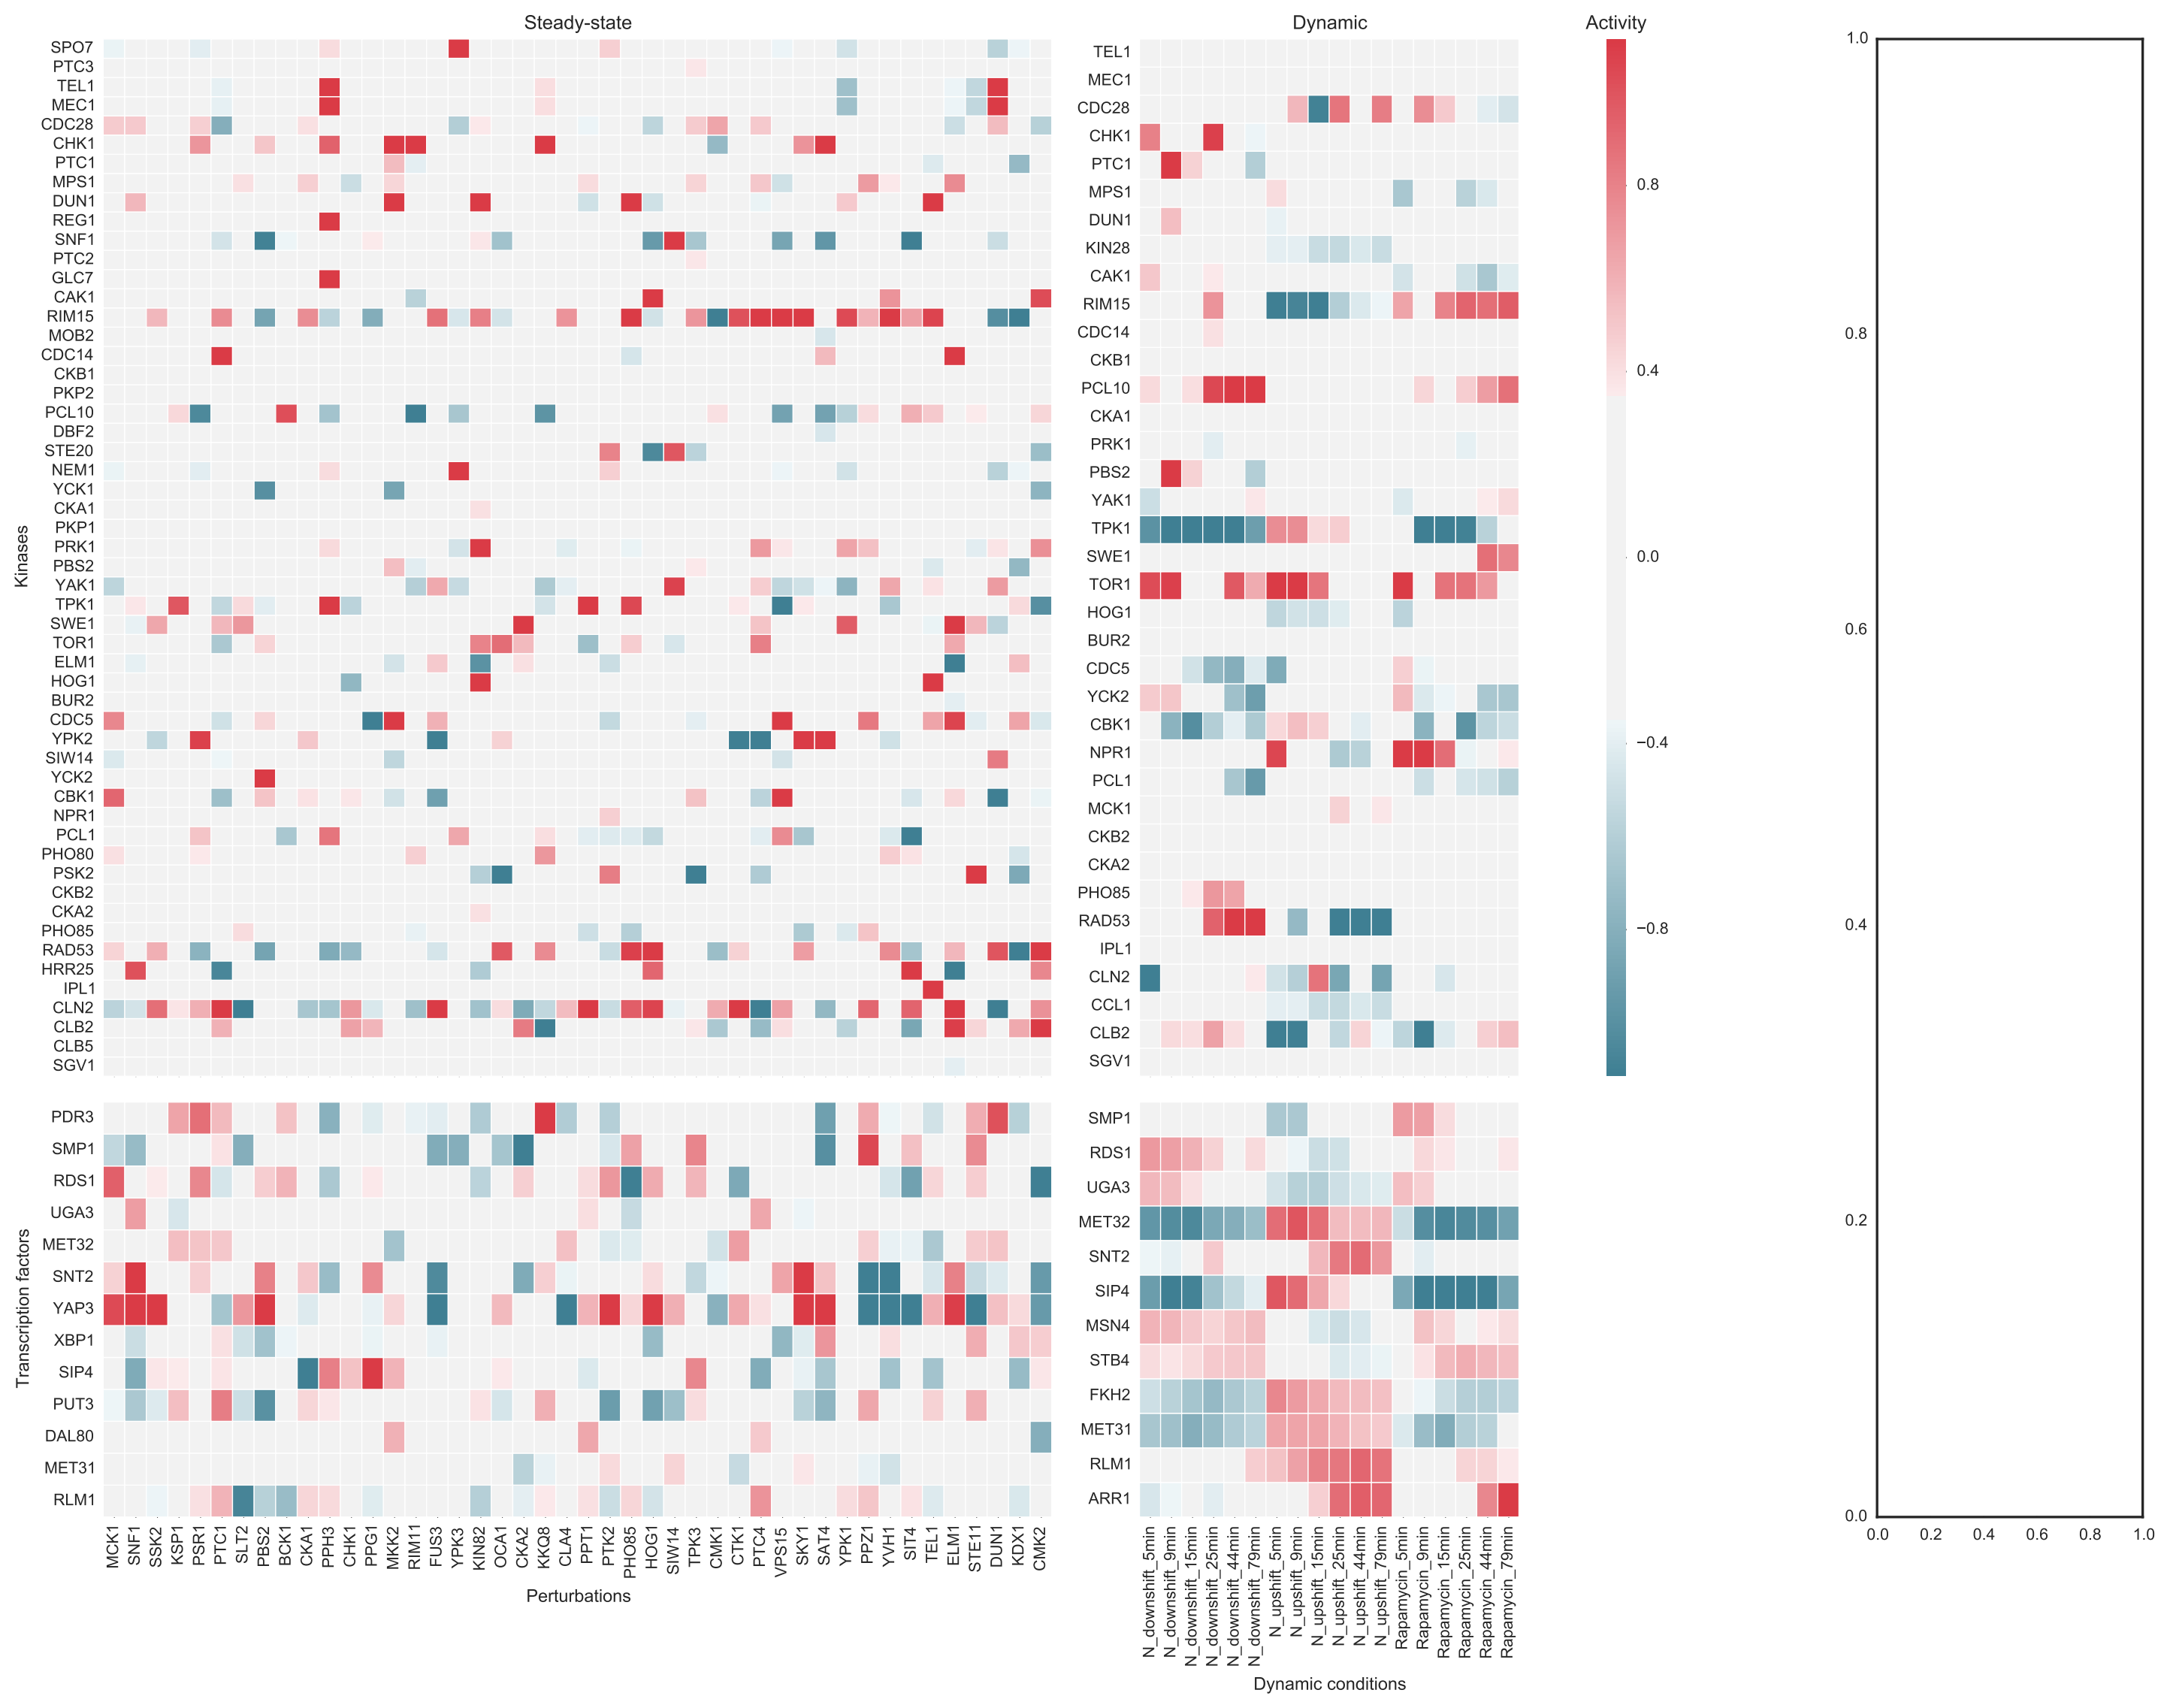 Steady-state
Dynamic
Activity
Kinases
SPO7
PTC3
TEL1
MEC1
CDC28
CHK1
PTC1
MPS1
DUN1
REG1
SNF1
PTC2
GLC7
CAK1
RIM15
MOB2
CDC14
CKB1
PKP2
PCL10
DBF2
STE20
NEM1
YCK1
CKA1
PKP1
PRK1
PBS2
YAK1
TPK1
SWE1
TOR1
ELM1
HOG1
BUR2
CDC5
YPK2
SIW14
YCK2
CBK1
NPR1
PCL1
PHO80
PSK2
CKB2
CKA2
PHO85
RAD53
HRR25
IPL1
CLN2
CLB2
CLB5
SGV1
TEL1
MEC1
CDC28
CHK1
PTC1
MPS1
DUN1
KIN28
CAK1
RIM15
CDC14
CKB1
PCL10
CKA1
PRK1
PBS2
YAK1
TPK1
SWE1
TOR1
HOG1
BUR2
CDC5
YCK2
CBK1
NPR1
PCL1
MCK1
CKB2
CKA2
PHO85
RAD53
IPL1
CLN2
CCL1
CLB2
SGV1
0.8
0.4
0.0
−0.4
−0.8
Transcription factors
PDR3
SMP1
RDS1
UGA3
MET32
SNT2
YAP3
XBP1
SIP4
PUT3
DAL80
MET31
RLM1
SMP1
RDS1
UGA3
MET32
SNT2
SIP4
MSN4
STB4
FKH2
MET31
RLM1
ARR1
MCK1
SNF1
SSK2
KSP1
PSR1
PTC1
SLT2
PBS2
BCK1
CKA1
PPH3
CHK1
PPG1
MKK2
RIM11
FUS3
YPK3
KIN82
OCA1
CKA2
KKQ8
CLA4
PPT1
PTK2
PHO85
HOG1
SIW14
TPK3
CMK1
CTK1
PTC4
VPS15
SKY1
SAT4
YPK1
PPZ1
YVH1
SIT4
TEL1
ELM1
STE11
DUN1
KDX1
CMK2
Perturbations
N_downshift_5min
N_downshift_9min
N_downshift_15min
N_downshift_25min
N_downshift_44min
N_downshift_79min
N_upshift_5min
N_upshift_9min
N_upshift_15min
N_upshift_25min
N_upshift_44min
N_upshift_79min
Rapamycin_5min
Rapamycin_9min
Rapamycin_15min
Rapamycin_25min
Rapamycin_44min
Rapamycin_79min
Dynamic conditions
1.0
0.8
0.6
0.4
0.2
0.0
0.0 0.2 0.4 0.6 0.8 1.0